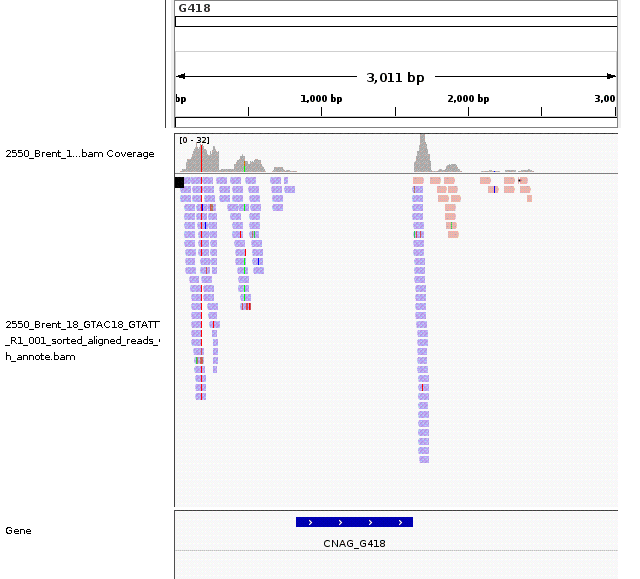 G418
3,011 bp
bp
1,000 bp
2,000 bp
3,00
[0 - 32]
2550_Brent_1...bam Coverage
2550_Brent_18_GTAC18_GTATT
_R1_001_sorted_aligned_reads_
h_annote.bam
Gene
CNAG_G418